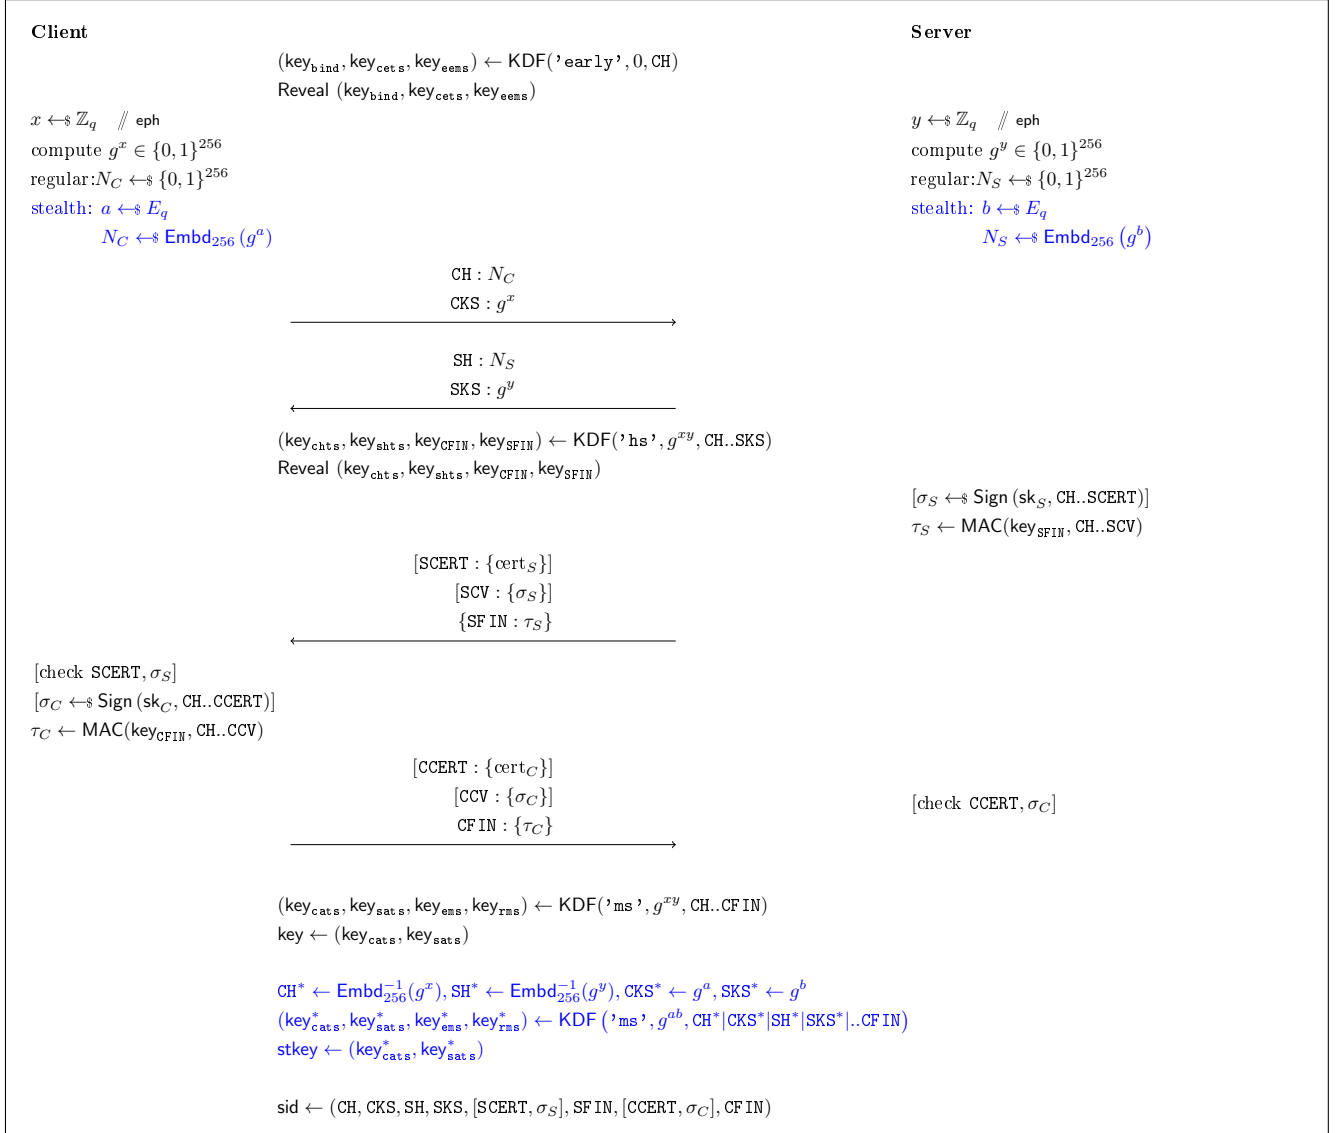 Client Server
(key_bind, key_cets, key_eems) ← KDF('early', 0, CH)
Reveal (key_bind, key_cets, key_eems)
x ←$ ℤ_q // eph y ←$ ℤ_q // eph
compute g^x ∈ {0, 1}^256 compute g^y ∈ {0, 1}^256
regular:N_C ←$ {0, 1}^256 regular:N_S ←$ {0, 1}^256
stealth: a ←$ E_q stealth: b ←$ E_q
N_C ←$ Embd_256 (g^a) N_S ←$ Embd_256 (g^b)
CH : N_C
CKS : g^x
SH : N_S
SKS : g^y
(key_chts, key_shts, key_CFIN, key_SFIN) ← KDF('hs', g^xy, CH..SKS)
Reveal (key_chts, key_shts, key_CFIN, key_SFIN)
[σ_S ←$ Sign (sk_S, CH..SCERT)]
τ_S ← MAC(key_SFIN, CH..SCV)
[SCERT : {cert_S}]
[SCV : {σ_S}]
{SFIN : τ_S}
[check SCERT, σ_S]
[σ_C ←$ Sign (sk_C, CH..CCERT)]
τ_C ← MAC(key_CFIN, CH..CCV)
[CCERT : {cert_C}]
[CCV : {σ_C}] [check CCERT, σ_C]
CFIN : {τ_C}
(key_cats, key_sats, key_ems, key_rms) ← KDF('ms', g^xy, CH..CFIN)
key ← (key_cats, key_sats)
CH* ← Embd_256^-1(g^x), SH* ← Embd_256^-1(g^y), CKS* ← g^a, SKS* ← g^b
(key*_cats, key*_sats, key*_ems, key*_rms) ← KDF ('ms', g^ab, CH*|CKS*|SH*|SKS*|..CFIN)
stkey ← (key*_cats, key*_sats)
sid ← (CH, CKS, SH, SKS, [SCERT, σ_S], SFIN, [CCERT, σ_C], CFIN)